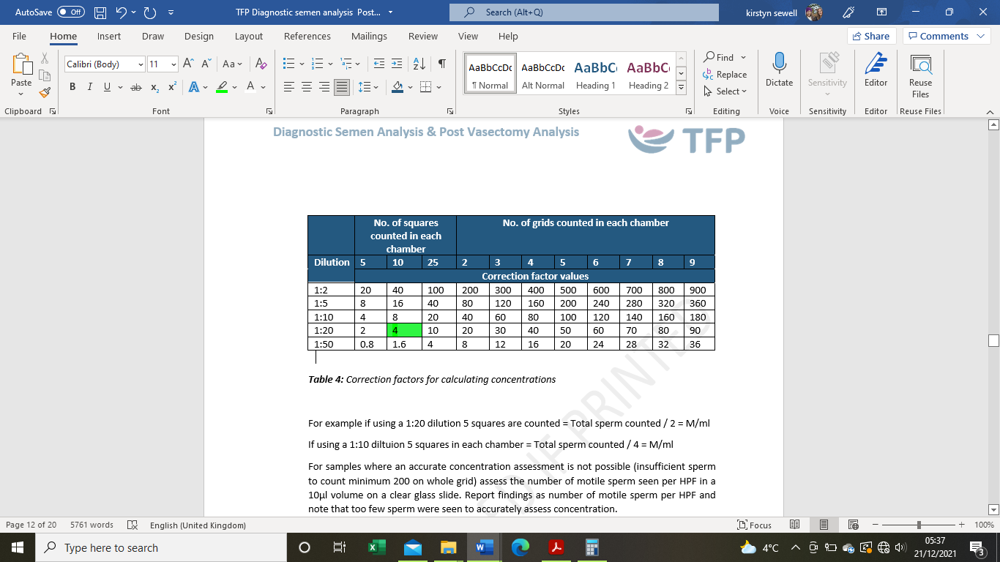 AutoSave Off TFP Diagnostic semen analysis Post... Search (Alt+Q) kirstyn sewell
File Home Insert Draw Design Layout References Mailings Review View Help Share Comments
Calibri (Body) 11 Aa AaBbCcDc AaBbCcDc AaBbC AaBbC Find
Paste Replace Dictate Sensitivity Editor Reuse Files
B I U ab x₂ x² A A ¶ Normal Alt Normal Heading 1 Heading 2 Select
Clipboard Font Paragraph Styles Editing Voice Sensitivity Editor Reuse Files
Diagnostic Semen Analysis & Post Vasectomy Analysis TFP
No. of squares counted in each chamber No. of grids counted in each chamber
Dilution 5 10 25 2 3 4 5 6 7 8 9
Correction factor values
1:2 20 40 100 200 300 400 500 600 700 800 900
1:5 8 16 40 80 120 160 200 240 280 320 360
1:10 4 8 20 40 60 80 100 120 140 160 180
1:20 2 4 10 20 30 40 50 60 70 80 90
1:50 0.8 1.6 4 8 12 16 20 24 28 32 36
Table 4: Correction factors for calculating concentrations
For example if using a 1:20 dilution 5 squares are counted = Total sperm counted / 2 = M/ml
If using a 1:10 diltuion 5 squares in each chamber = Total sperm counted / 4 = M/ml
For samples where an accurate concentration assessment is not possible (insufficient sperm
to count minimum 200 on whole grid) assess the number of motile sperm seen per HPF in a
10µl volume on a clear glass slide. Report findings as number of motile sperm per HPF and
note that too few sperm were seen to accurately assess concentration.
IF PRINTED
Page 12 of 20 5761 words English (United Kingdom) Focus 100%
Type here to search 4°C 05:37
21/12/2021 3